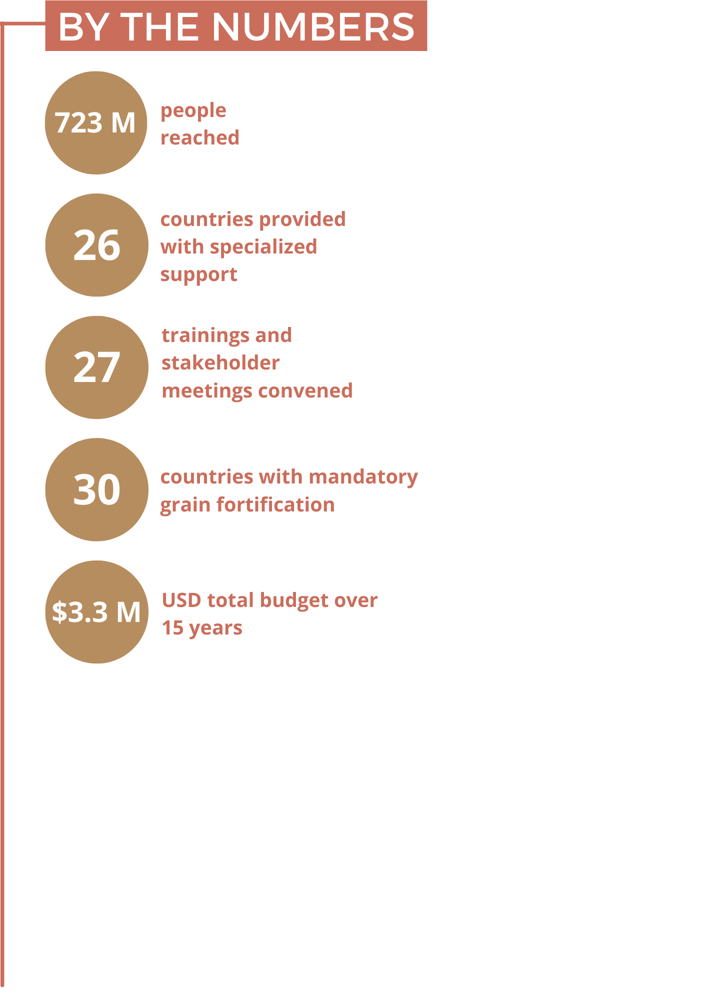 BY THE NUMBERS
723 M
people
reached
26
countries provided
with specialized
support
27
trainings and
stakeholder
meetings convened
30
countries with mandatory
grain fortification
$3.3 M
USD total budget over
15 years